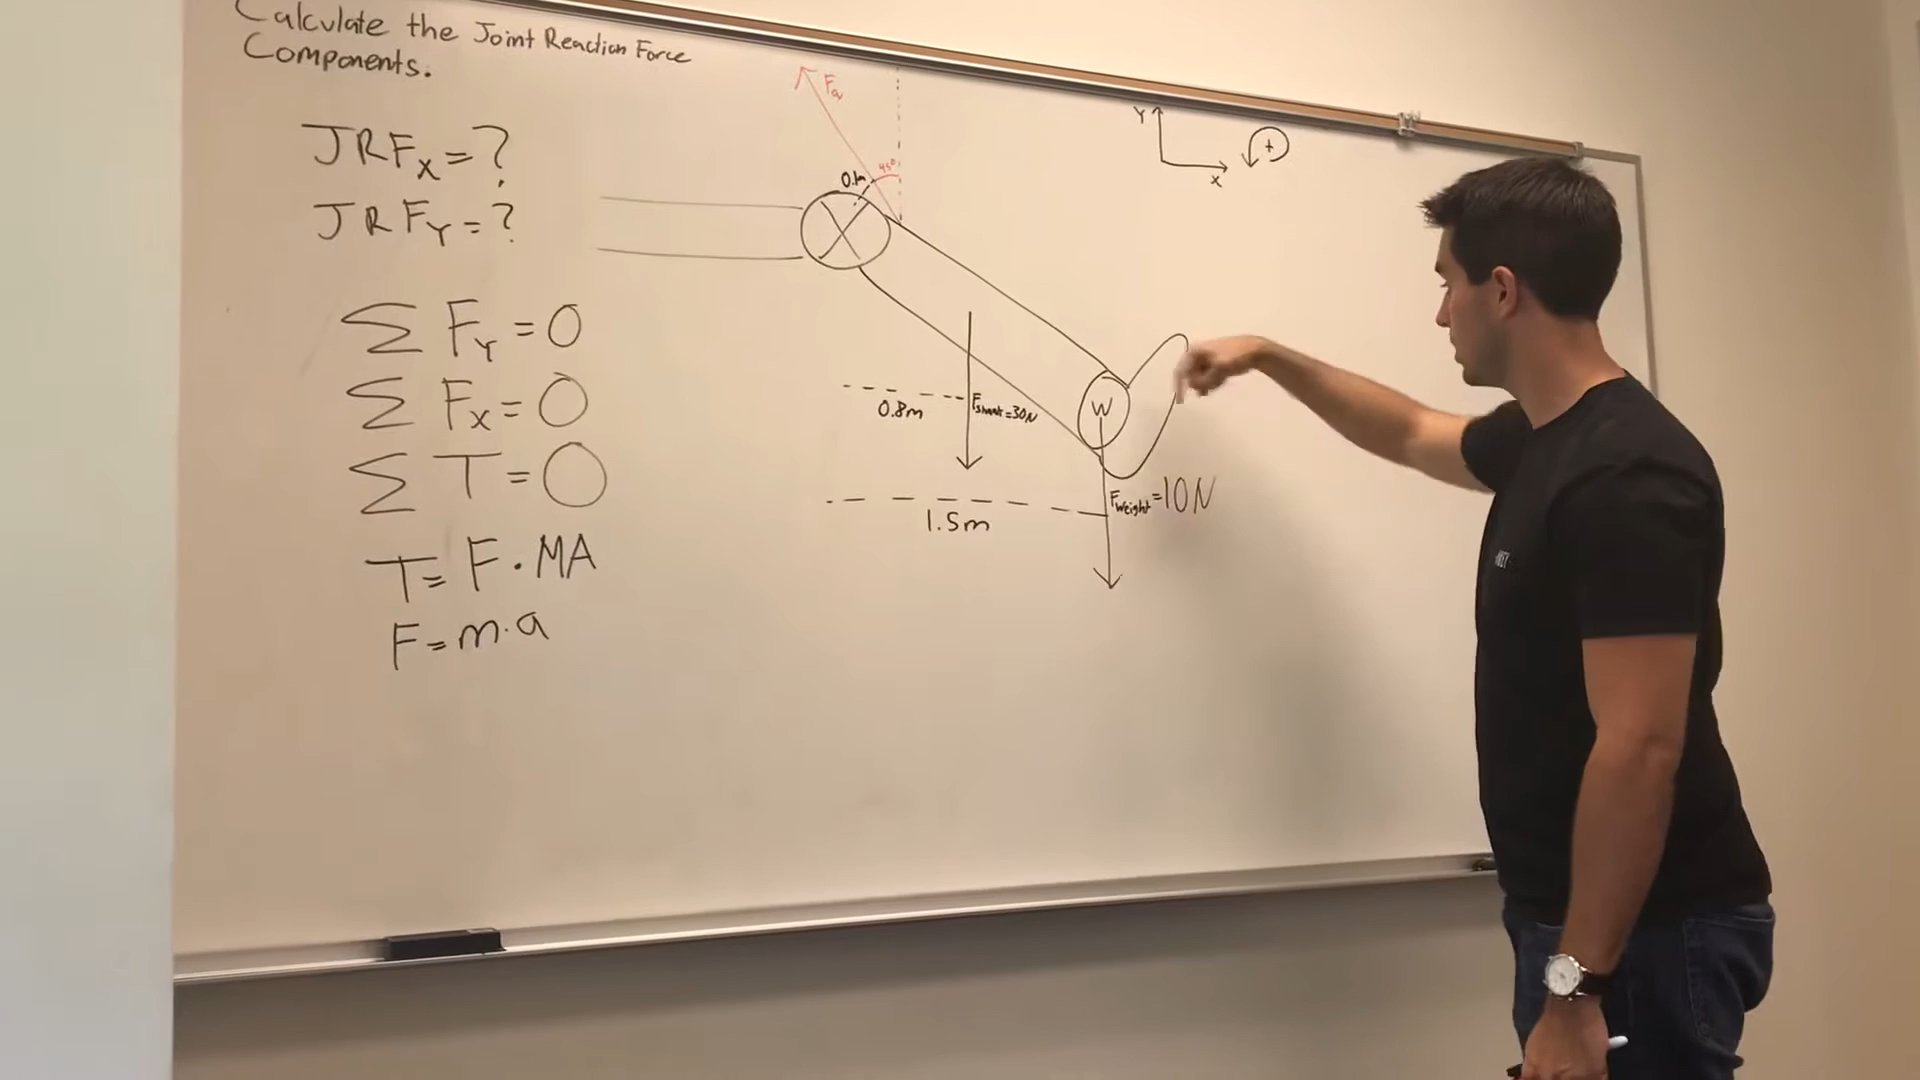 Calculate the Joint Reaction Force
Components.
JRFx=?
JRFY=?
ΣFY=0
ΣFx=0
ΣT=0
T=F·MA
F=m·a
Fa
45°
0.1m
Y
x
+
0.8m
Fshank=30N
W
1.5m
Fweight=10N